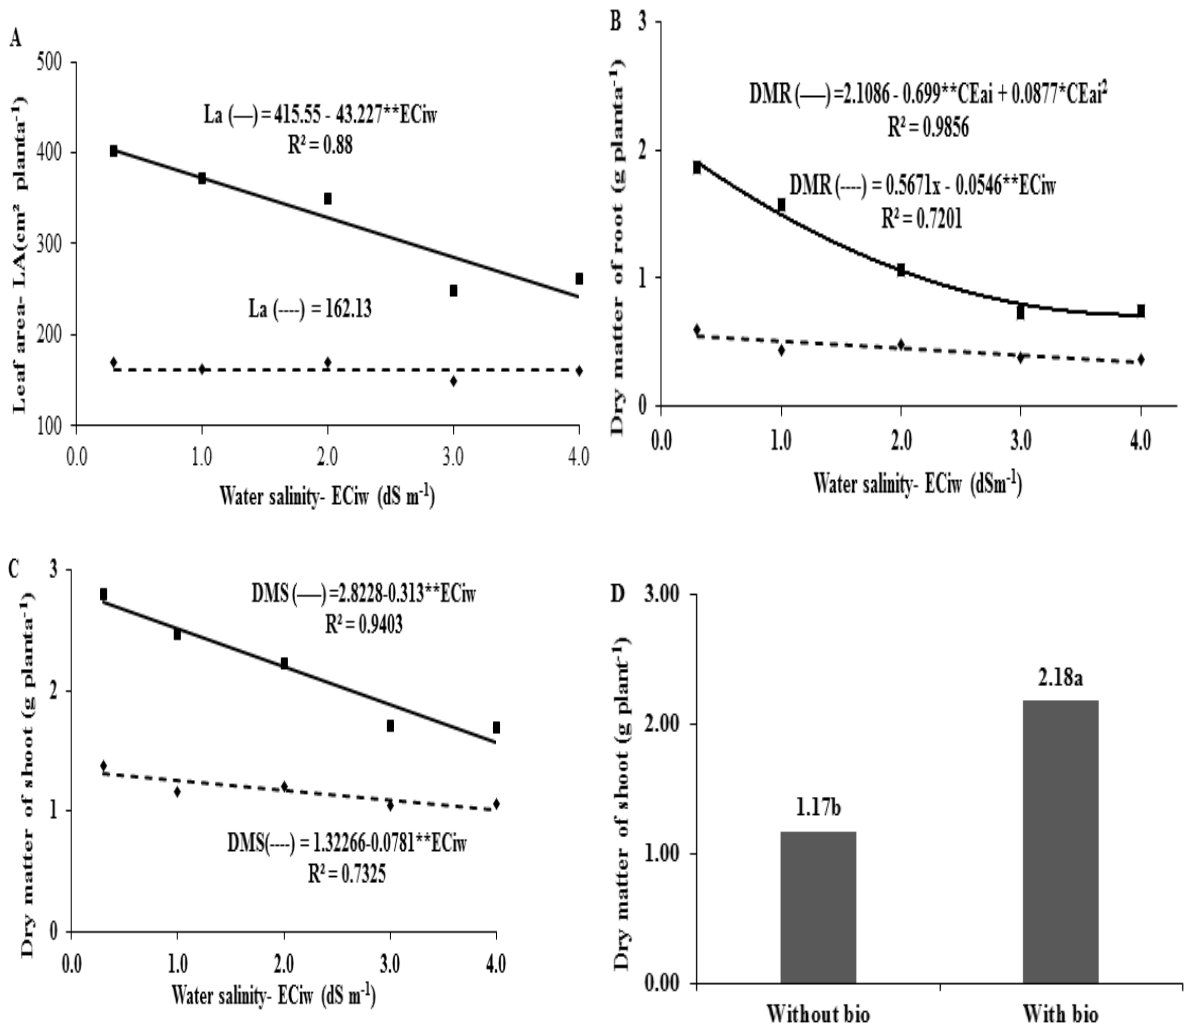 A
500
400
300
200
100
Leaf area- LA(cm² planta⁻¹)
La (—) = 415.55 - 43.227**ECiw
R² = 0.88
La (----) = 162.13
0.0 1.0 2.0 3.0 4.0
Water salinity- ECiw (dS m⁻¹)
B
3
2
1
0
Dry matter of root (g planta⁻¹)
DMR (—) =2.1086 - 0.699**CEai + 0.0877*CEai²
R² = 0.9856
DMR (----) = 0.5671x - 0.0546**ECiw
R² = 0.7201
0.0 1.0 2.0 3.0 4.0
Water salinity- ECiw (dSm⁻¹)
C
3
2
1
0
Dry matter of shoot (g planta⁻¹)
DMS (—) =2.8228-0.313**ECiw
R² = 0.9403
DMS(----) = 1.32266-0.0781**ECiw
R² = 0.7325
0.0 1.0 2.0 3.0 4.0
Water salinity- ECiw (dS m⁻¹)
D
3.00
2.00
1.00
0.00
Dry matter of shoot (g plant⁻¹)
1.17b
2.18a
Without bio With bio